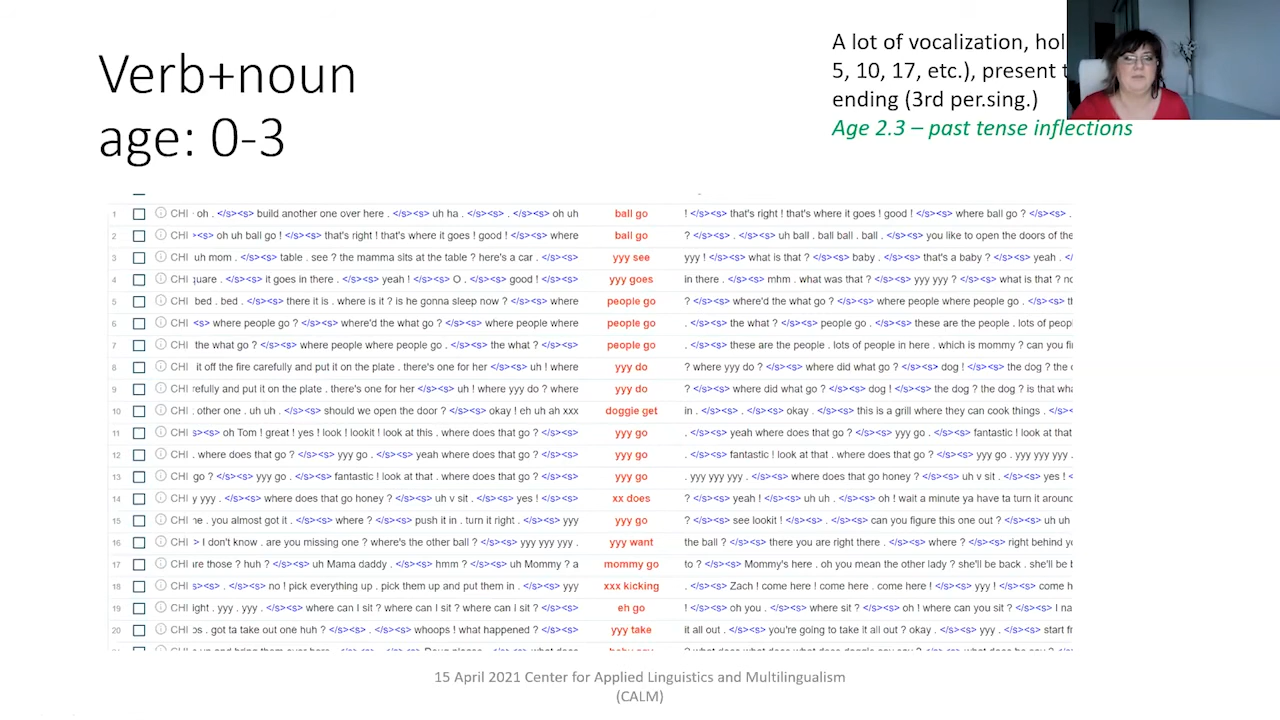 Verb+noun
age: 0-3
A lot of vocalization, hol
5, 10, 17, etc.), present t
ending (3rd per.sing.)
Age 2.3 – past tense inflections
1 CHI oh . </s><s> build another one over here . </s><s> uh ha . </s><s> . </s><s> oh uh ball go ! </s><s> that's right ! that's where it goes ! good ! </s><s> where ball go ? </s><s> .
2 CHI ><s> oh uh ball go ! </s><s> that's right ! that's where it goes ! good ! </s><s> where ball go ? </s><s> . </s><s> uh ball . ball ball . ball . </s><s> you like to open the doors of the
3 CHI uh mom . </s><s> table . see ? the mamma sits at the table ? here's a car . </s><s> yyy see yyy ! </s><s> what is that ? </s><s> baby . </s><s> that's a baby ? </s><s> yeah . </s><s>
4 CHI quare . </s><s> it goes in there . </s><s> yeah ! </s><s> O . </s><s> good ! </s><s> yyy goes in there . </s><s> mhm . what was that ? </s><s> yyy yyy ? </s><s> what is that ?
5 CHI bed . bed . </s><s> there it is . where is it ? is he gonna sleep now ? </s><s> where people go ? </s><s> where'd the what go ? </s><s> where people where people go . </s><s>
6 CHI <s> where people go ? </s><s> where'd the what go ? </s><s> where people where people go . </s><s> the what ? </s><s> people go . </s><s> these are the people . lots of peopl
7 CHI the what go ? </s><s> where people where people go . </s><s> the what ? </s><s> people go . </s><s> these are the people . lots of people in here . which is mommy ? can you
8 CHI it off the fire carefully and put it on the plate . there's one for her </s><s> uh ! where yyy do ? where yyy do ? </s><s> where did what go ? </s><s> dog ! </s><s> the dog ? the
9 CHI refully and put it on the plate . there's one for her </s><s> uh ! where yyy do ? where yyy do ? </s><s> where did what go ? </s><s> dog ! </s><s> the dog ? the dog ? is that
10 CHI . other one . uh uh . </s><s> should we open the door ? </s><s> okay ! eh uh ah xxx doggie get in . </s><s> . </s><s> okay . </s><s> this is a grill where they can cook things . </s><s>
11 CHI s><s> oh Tom ! great ! yes ! look ! lookit ! look at this . where does that go ? </s><s> yyy go . </s><s> yeah where does that go ? </s><s> yyy go . </s><s> fantastic ! look at that
12 CHI . where does that go ? </s><s> yyy go . </s><s> yeah where does that go ? </s><s> yyy go . </s><s> fantastic ! look at that . where does that go ? </s><s> yyy go . yyy yyy yyy .
13 CHI go ? </s><s> yyy go . </s><s> fantastic ! look at that . where does that go ? </s><s> yyy go . yyy yyy yyy . </s><s> where does that go honey ? </s><s> uh v sit . </s><s> yes !
14 CHI y yyy . </s><s> where does that go honey ? </s><s> uh v sit . </s><s> yes ! </s><s> xx does ? </s><s> yeah ! </s><s> uh uh . </s><s> oh ! wait a minute ya have ta turn it
15 CHI . you almost got it . </s><s> where ? </s><s> push it in . turn it right . </s><s> yyy yyy go ? </s><s> see lookit ! </s><s> . </s><s> can you figure this one out ? </s><s> uh uh
16 CHI > I don't know . are you missing one ? where's the other ball ? </s><s> yyy yyy yyy . yyy want the ball ? </s><s> there you are right there . </s><s> where ? </s><s> right behind
17 CHI are those ? huh ? </s><s> uh Mama daddy . </s><s> hmm ? </s><s> uh Mommy ? a mommy go to ? </s><s> Mommy's here . oh you mean the other lady ? she'll be back . she'll be
18 CHI s><s> . </s><s> no ! pick everything up . pick them up and put them in . </s><s> yyy xxx kicking . </s><s> Zach ! come here ! come here . come here ! </s><s> yyy ! </s><s> come
19 CHI ight . yyy . yyy . </s><s> where can I sit ? where can I sit ? where can I sit ? </s><s> eh go ! </s><s> oh you . </s><s> where sit ? </s><s> oh ! where can you sit ? </s><s> I
20 CHI . got ta take out one huh ? </s><s> . </s><s> whoops ! what happened ? </s><s> yyy take it all out . </s><s> you're going to take it all out ? okay . </s><s> yyy . </s><s> start
15 April 2021 Center for Applied Linguistics and Multilingualism
(CALM)